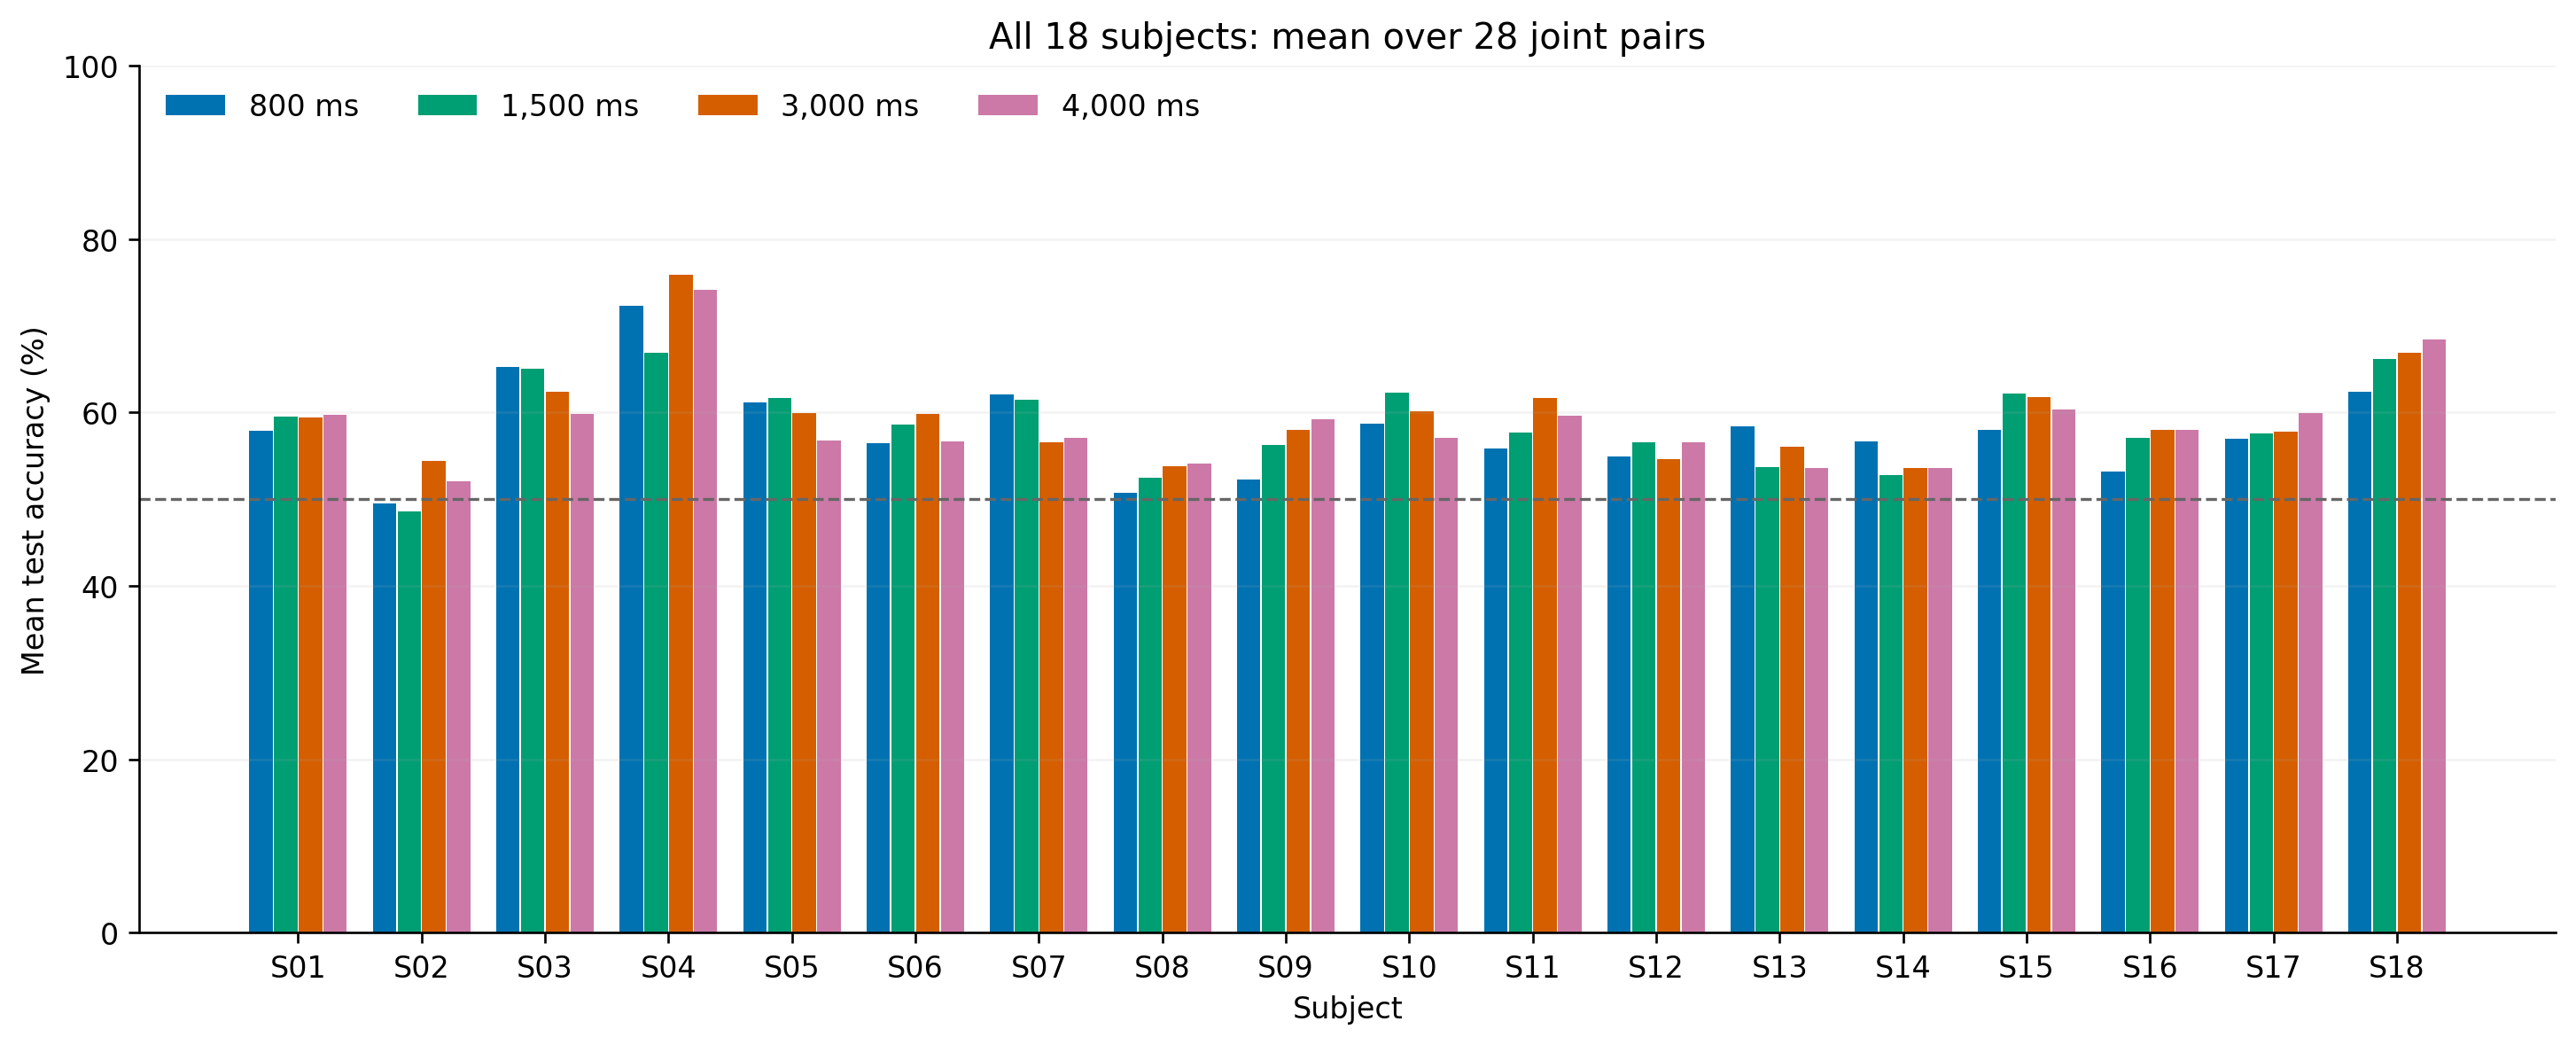 All 18 subjects: mean over 28 joint pairs
800 ms 1,500 ms 3,000 ms 4,000 ms
Mean test accuracy (%)
100
80
60
40
20
0
S01 S02 S03 S04 S05 S06 S07 S08 S09 S10 S11 S12 S13 S14 S15 S16 S17 S18
Subject